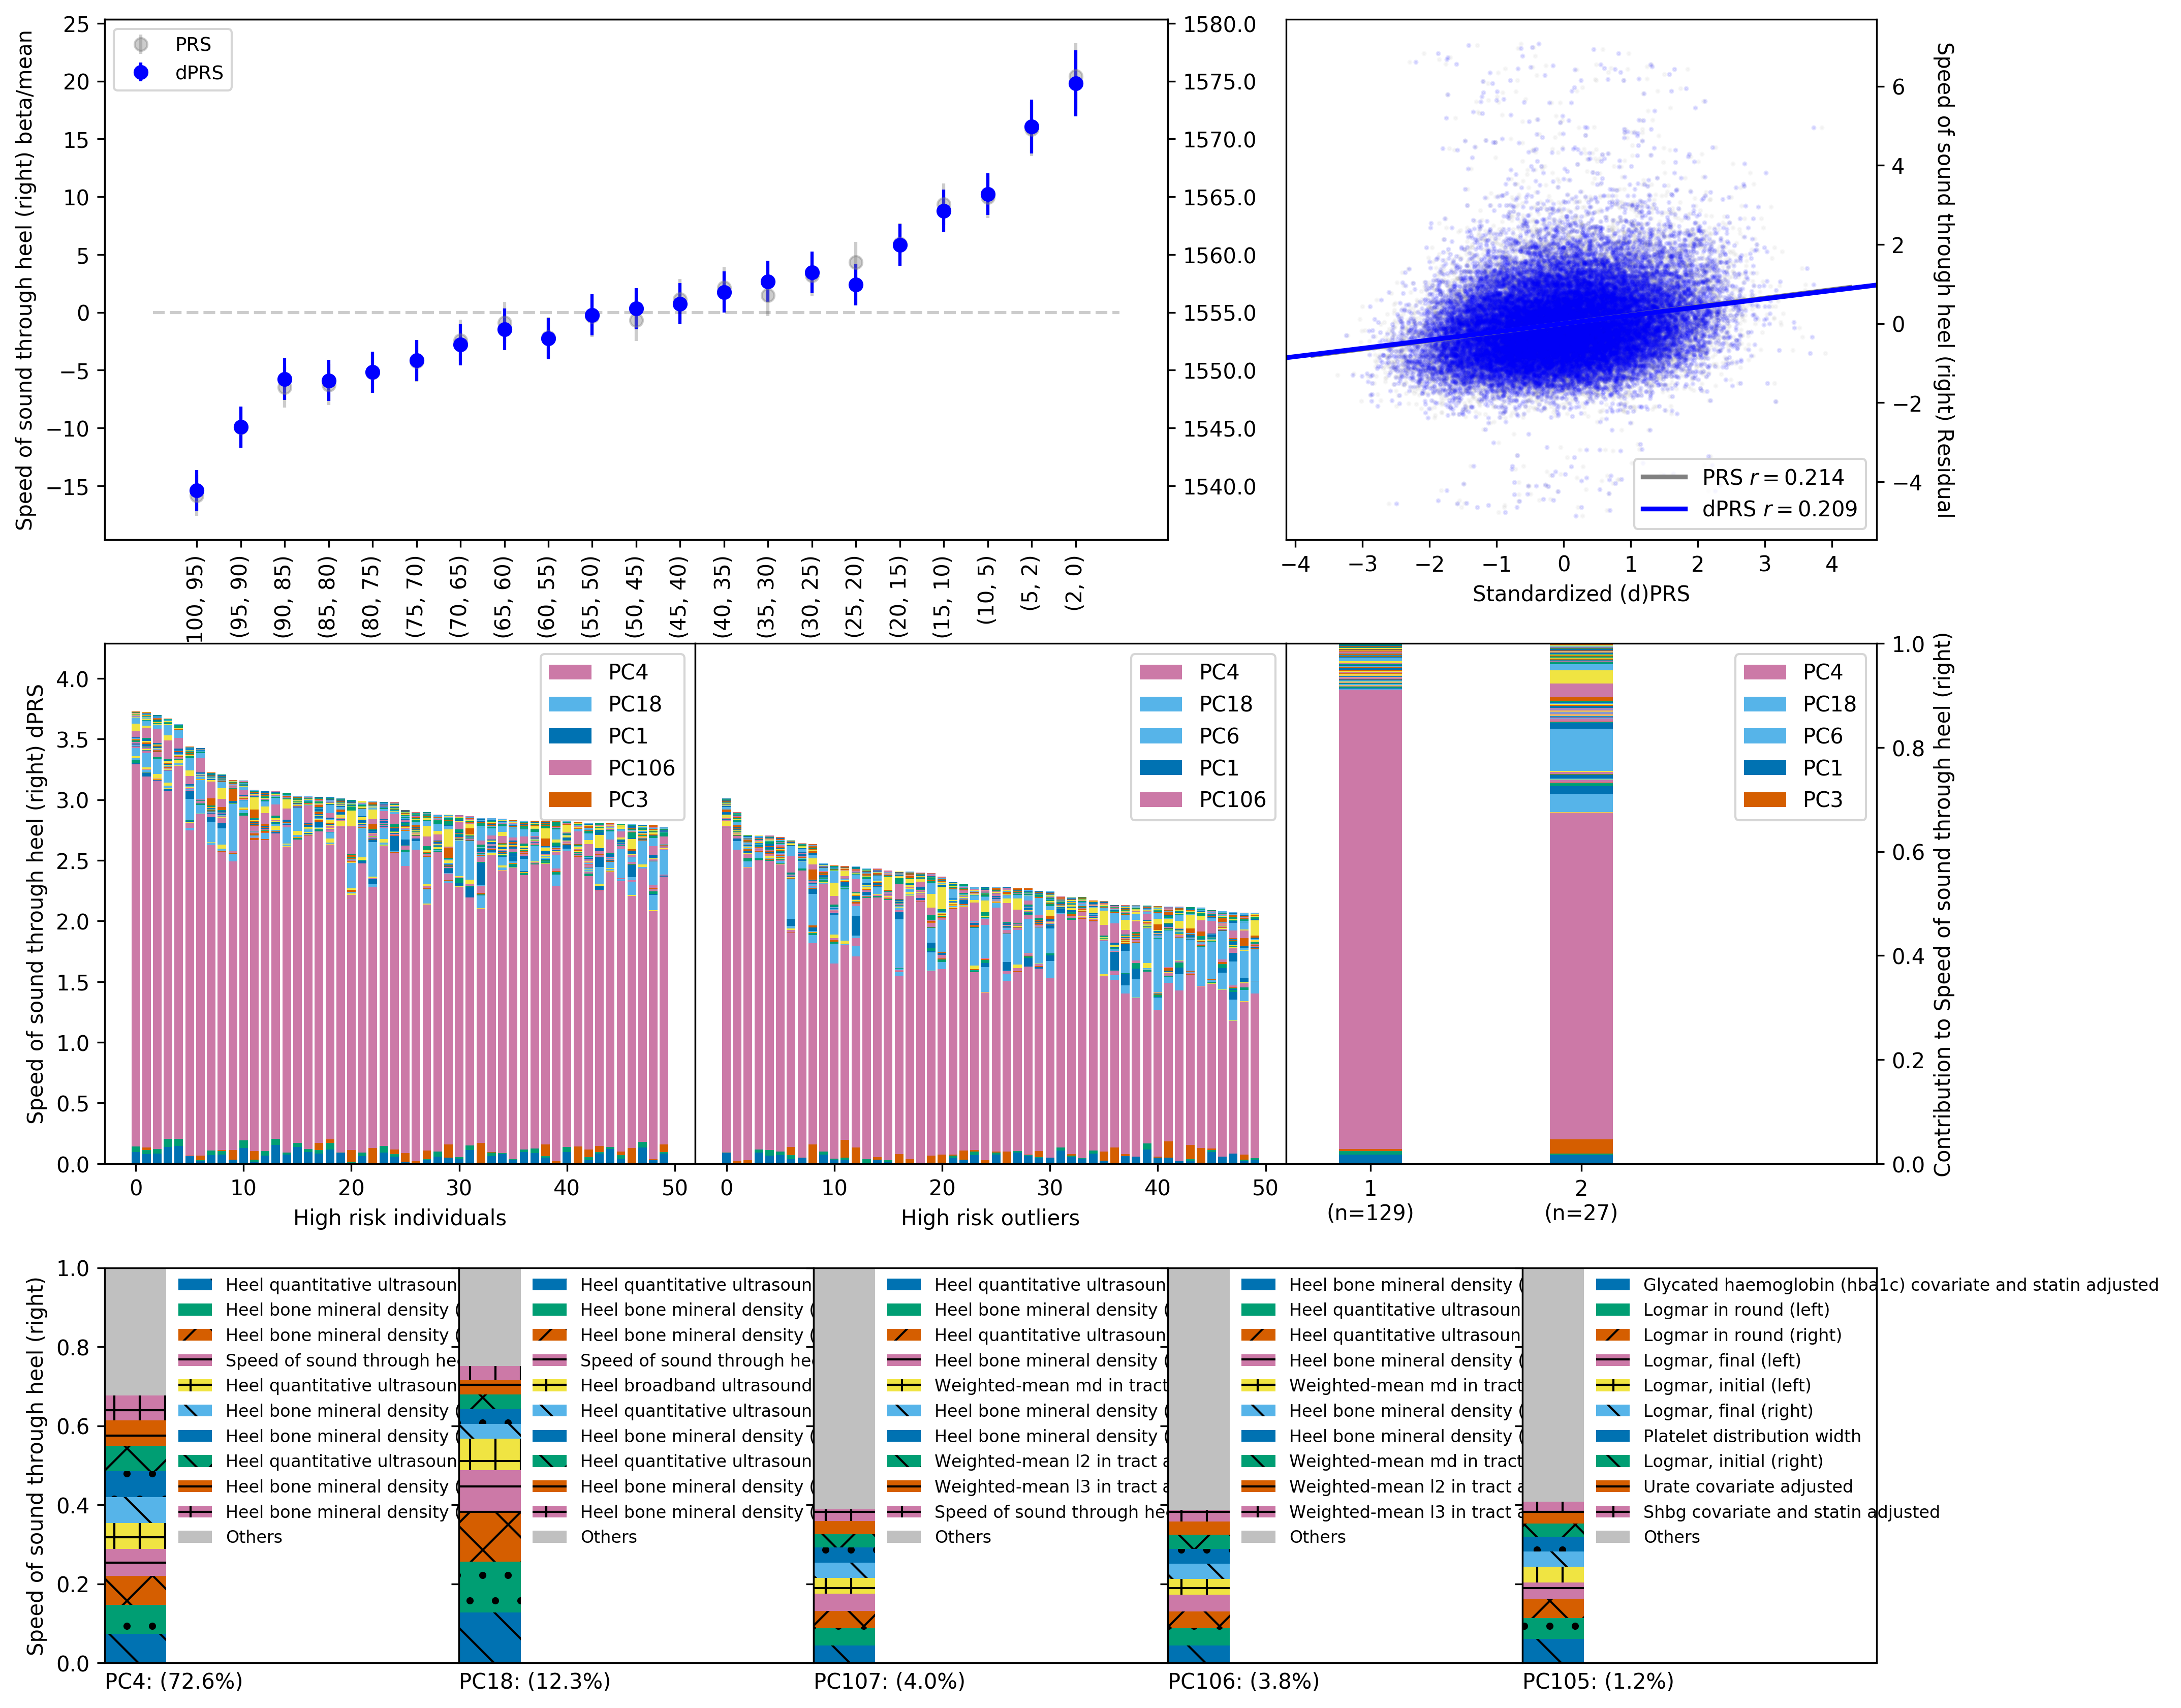 Speed of sound through heel (right) beta/mean
25
20
15
10
5
0
−5
−10
−15
PRS
dPRS
1580.0
1575.0
1570.0
1565.0
1560.0
1555.0
1550.0
1545.0
1540.0
100, 95)
(95, 90)
(90, 85)
(85, 80)
(80, 75)
(75, 70)
(70, 65)
(65, 60)
(60, 55)
(55, 50)
(50, 45)
(45, 40)
(40, 35)
(35, 30)
(30, 25)
(25, 20)
(20, 15)
(15, 10)
(10, 5)
(5, 2)
(2, 0)
PRS r = 0.214
dPRS r = 0.209
6
4
2
0
−2
−4
Speed of sound through heel (right) Residual
−4 −3 −2 −1 0 1 2 3 4
Standardized (d)PRS
Speed of sound through heel (right) dPRS
4.0
3.5
3.0
2.5
2.0
1.5
1.0
0.5
0.0
PC4
PC18
PC1
PC106
PC3
0 10 20 30 40 50
High risk individuals
PC4
PC18
PC6
PC1
PC106
0 10 20 30 40 50
High risk outliers
PC4
PC18
PC6
PC1
PC3
1
(n=129)
2
(n=27)
1.0
0.8
0.6
0.4
0.2
0.0
Contribution to Speed of sound through heel (right)
Speed of sound through heel (right)
1.0
0.8
0.6
0.4
0.2
0.0
Heel quantitative ultrasoun
Heel bone mineral density (
Heel bone mineral density (
Speed of sound through hee
Heel quantitative ultrasoun
Heel bone mineral density (
Heel bone mineral density (
Heel quantitative ultrasoun
Heel bone mineral density (
Heel bone mineral density (
Others
PC4: (72.6%)
Heel quantitative ultrasoun
Heel bone mineral density (
Heel bone mineral density (
Speed of sound through hee
Heel broadband ultrasound
Heel quantitative ultrasoun
Heel bone mineral density (
Heel quantitative ultrasoun
Heel bone mineral density (
Heel bone mineral density (
Others
PC18: (12.3%)
Heel quantitative ultrasoun
Heel bone mineral density (
Heel quantitative ultrasoun
Heel bone mineral density (
Weighted-mean md in tract
Heel bone mineral density (
Heel bone mineral density (
Weighted-mean l2 in tract a
Weighted-mean l3 in tract a
Speed of sound through hee
Others
PC107: (4.0%)
Heel bone mineral density (
Heel quantitative ultrasoun
Heel quantitative ultrasoun
Heel bone mineral density (
Weighted-mean md in tract
Heel bone mineral density (
Heel bone mineral density (
Weighted-mean md in tract
Weighted-mean l2 in tract a
Weighted-mean l3 in tract a
Others
PC106: (3.8%)
Glycated haemoglobin (hba1c) covariate and statin adjusted
Logmar in round (left)
Logmar in round (right)
Logmar, final (left)
Logmar, initial (left)
Logmar, final (right)
Platelet distribution width
Logmar, initial (right)
Urate covariate adjusted
Shbg covariate and statin adjusted
Others
PC105: (1.2%)